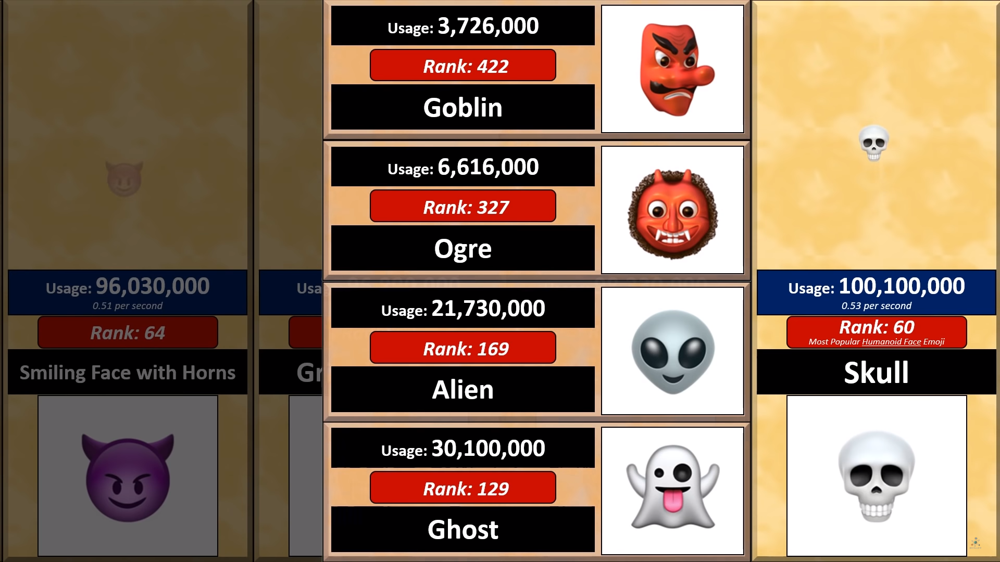 Usage: 96,030,000
0.51 per second
Rank: 64
Smiling Face with Horns
Usa
Gr
Usage: 3,726,000
Rank: 422
Goblin
Usage: 6,616,000
Rank: 327
Ogre
Usage: 21,730,000
Rank: 169
Alien
Usage: 30,100,000
Rank: 129
Ghost
Usage: 100,100,000
0.53 per second
Rank: 60
Most Popular Humanoid Face Emoji
Skull